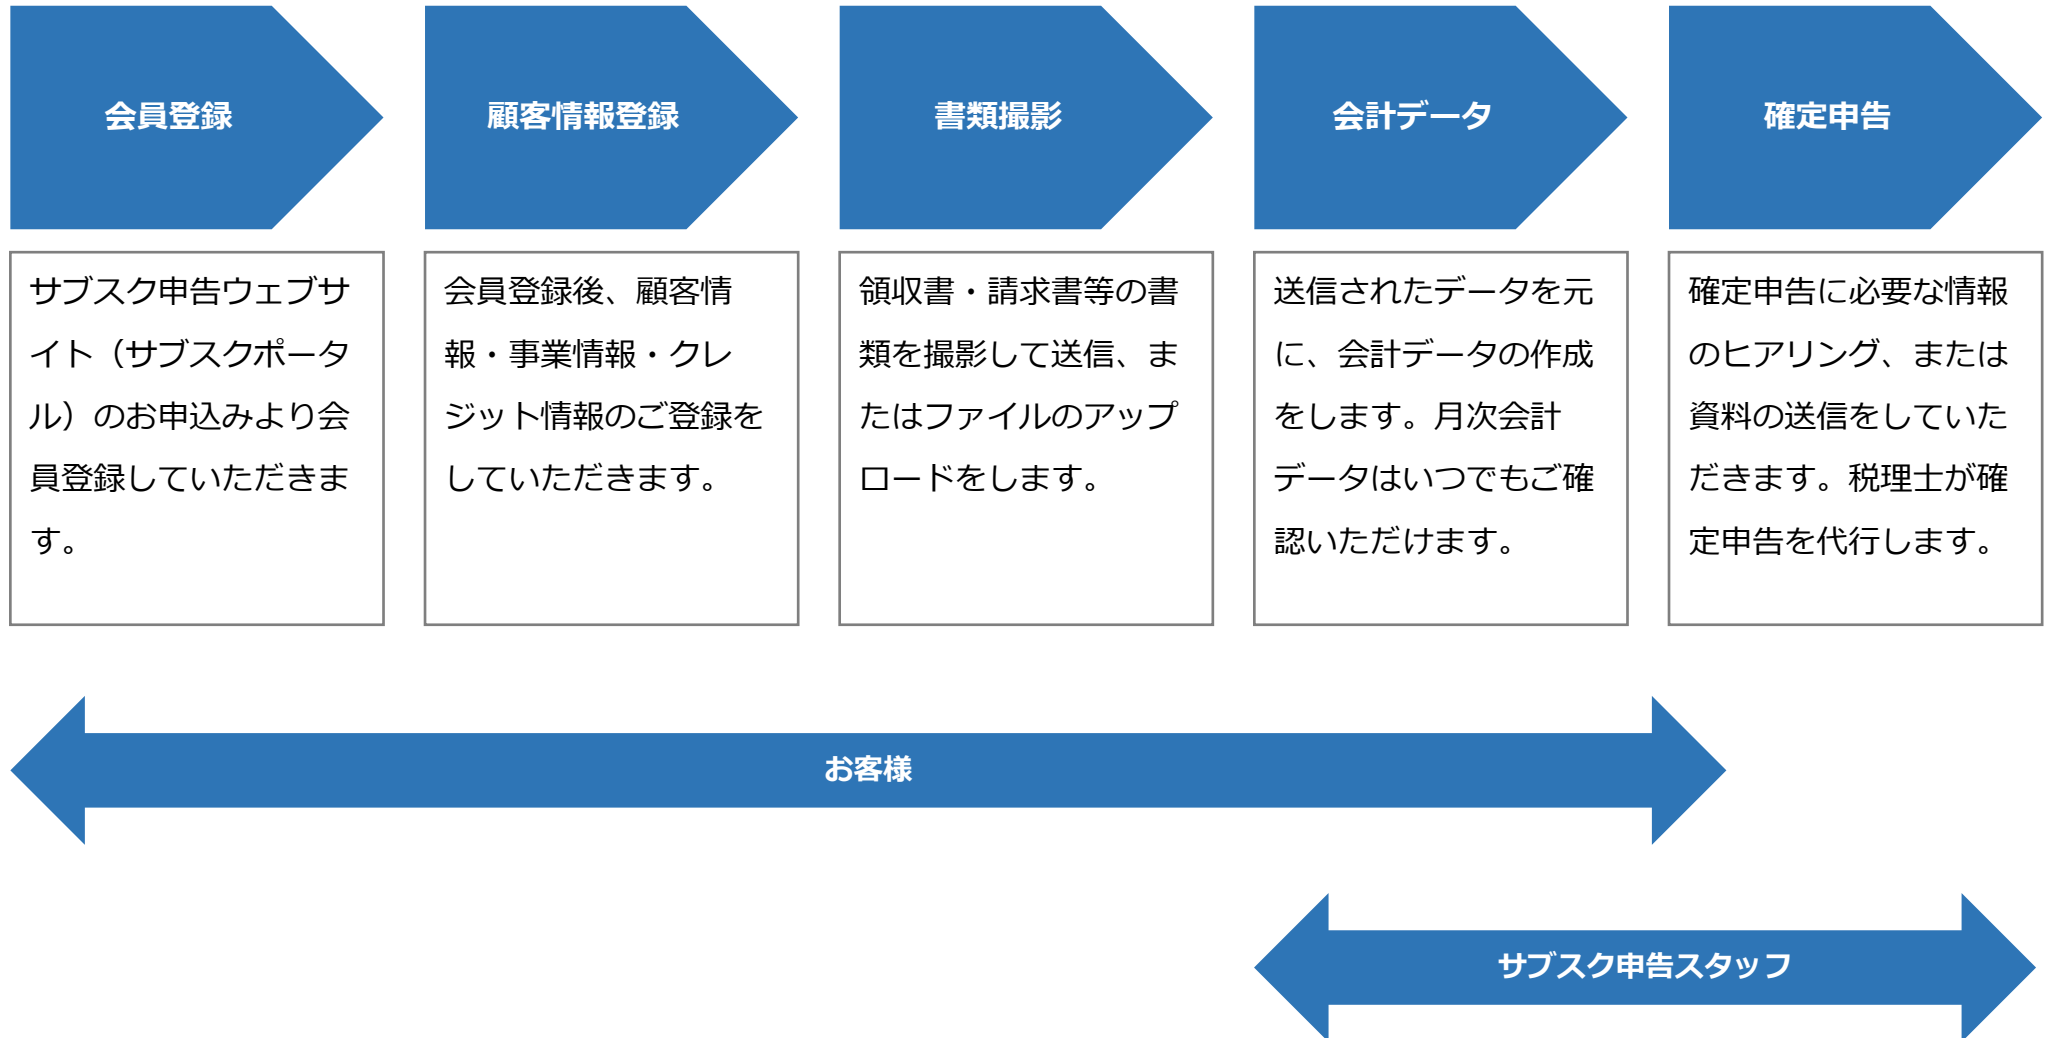 会員登録
顧客情報登録
書類撮影
会計データ
確定申告
サブスク申告ウェブサ
イト（サブスクポータ
ル）のお申込みより会
員登録していただきま
す。
会員登録後、顧客情
報・事業情報・クレ
ジット情報のご登録を
していただきます。
領収書・請求書等の書
類を撮影して送信、ま
たはファイルのアップ
ロードをします。
送信されたデータを元
に、会計データの作成
をします。月次会計
データはいつでもご確
認いただけます。
確定申告に必要な情報
のヒアリング、または
資料の送信をしていた
だきます。税理士が確
定申告を代行します。
お客様
サブスク申告スタッフ